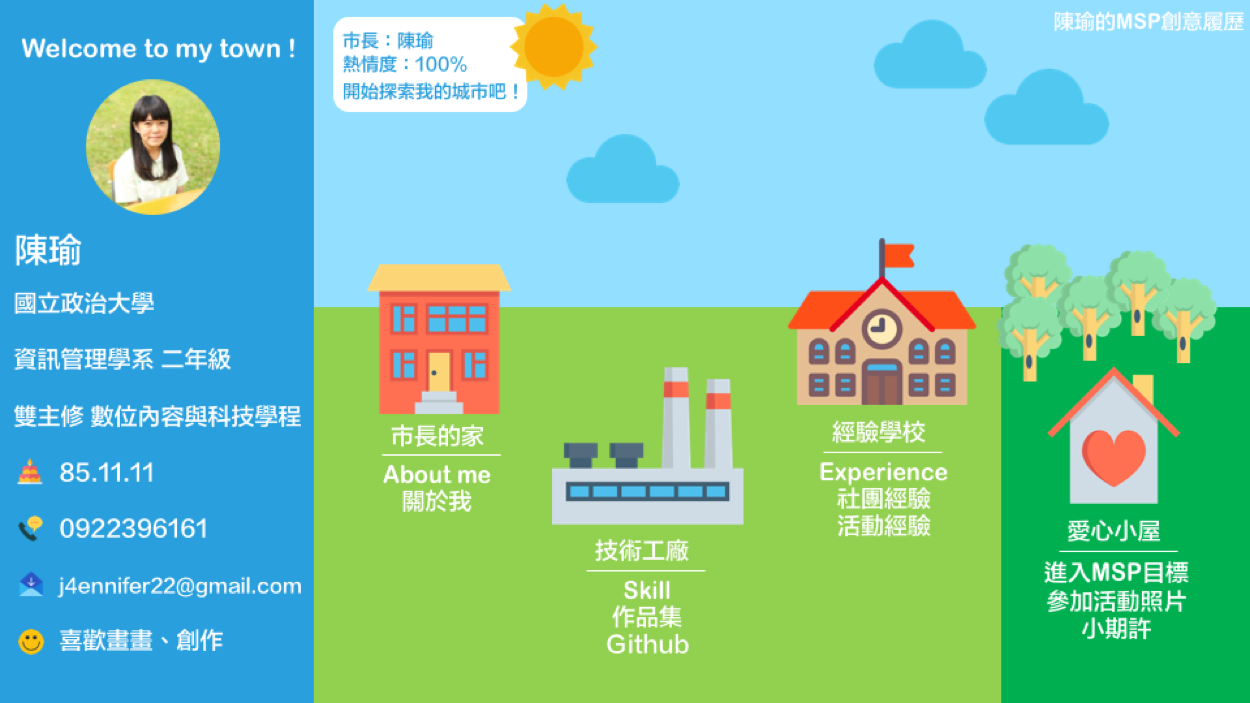 Welcome to my town !
陳瑜
國立政治大學
資訊管理學系 二年級
雙主修 數位內容與科技學程
85.11.11
0922396161
j4ennifer22@gmail.com
喜歡畫畫、創作
市長：陳瑜
熱情度：100%
開始探索我的城市吧！
陳瑜的MSP創意履歷
市長的家
About me
關於我
技術工廠
Skill
作品集
Github
經驗學校
Experience
社團經驗
活動經驗
愛心小屋
進入MSP目標
參加活動照片
小期許